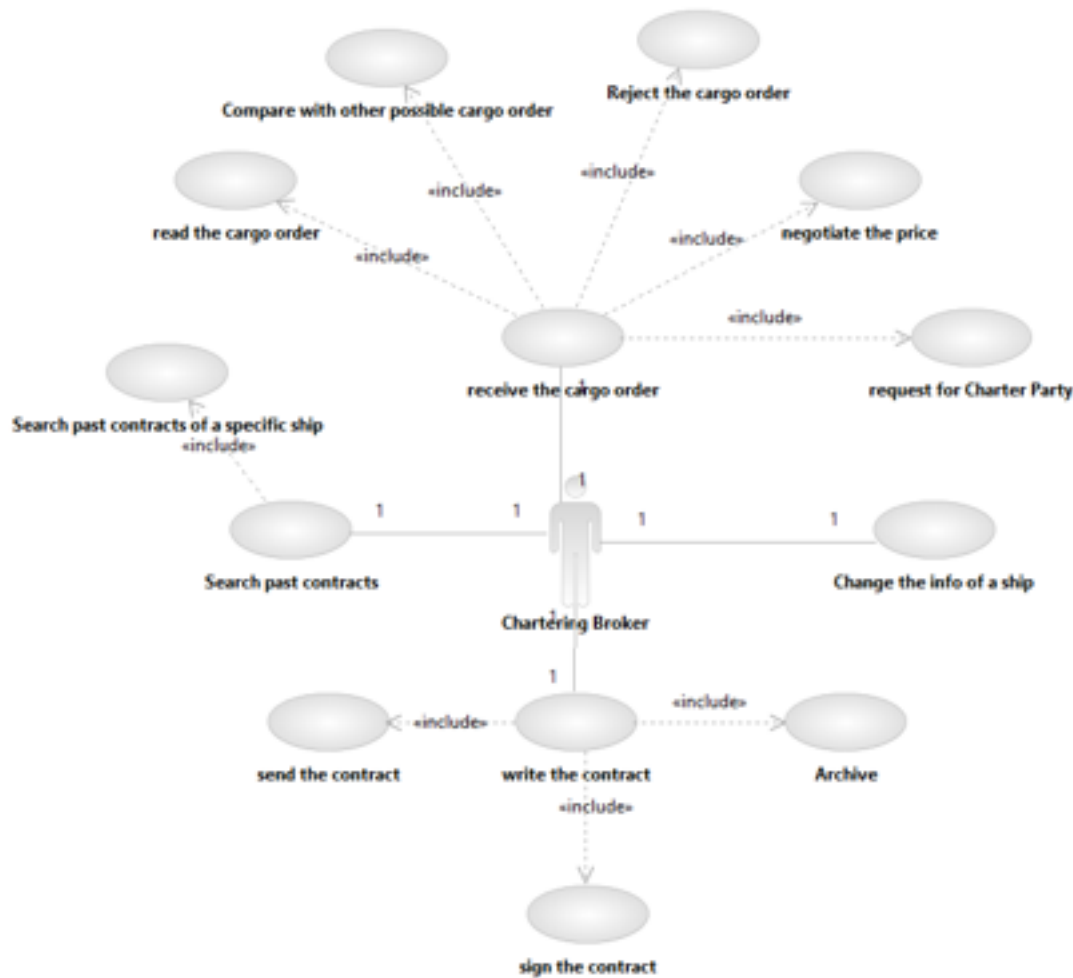 Reject the cargo order
Compare with other possible cargo order
«include»
«include»
read the cargo order
negotiate the price
«include»
«include»
«include»
receive the cargo order
1
request for Charter Party
Search past contracts of a specific ship
«include»
1
1
1
1
1
Search past contracts
Change the info of a ship
1
Chartering Broker
1
«include»
«include»
send the contract
write the contract
Archive
«include»
sign the contract